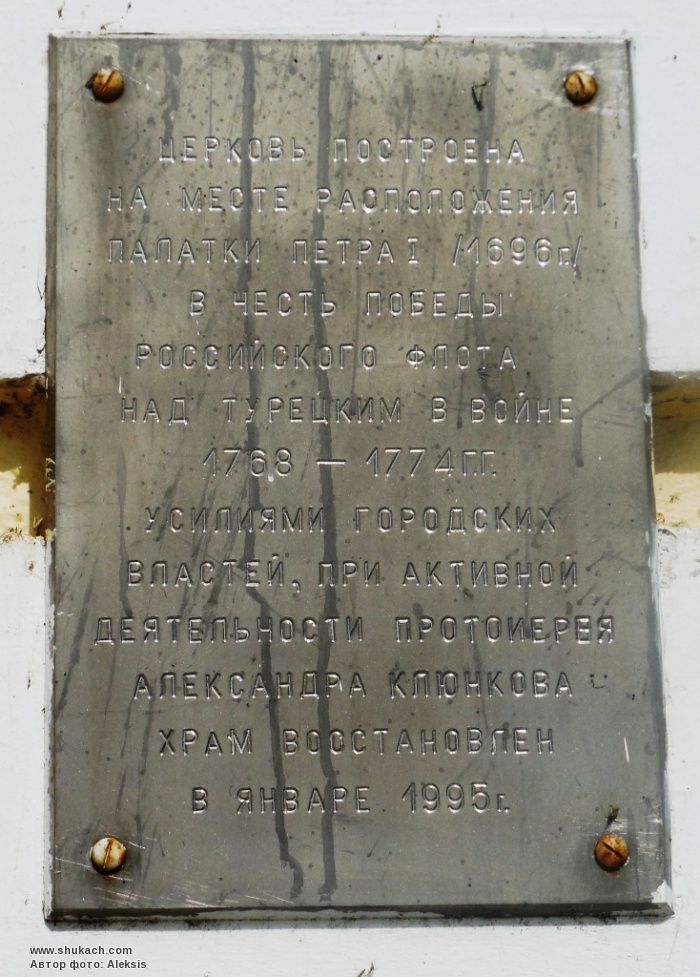 ЦЕРКОВЬ ПОСТРОЕНА
НА МЕСТЕ РАСПОЛОЖЕНИЯ
ПАЛАТКИ ПЕТРА I /1696г./
В ЧЕСТЬ ПОБЕДЫ
РОССИЙСКОГО ФЛОТА
НАД ТУРЕЦКИМ В ВОЙНЕ
1768 — 1774г.г.
УСИЛИЯМИ ГОРОДСКИХ
ВЛАСТЕЙ, ПРИ АКТИВНОЙ
ДЕЯТЕЛЬНОСТИ ПРОТОИЕРЕЯ
АЛЕКСАНДРА КЛЮНКОВА
ХРАМ ВОССТАНОВЛЕН
В ЯНВАРЕ 1995г.
www.shukach.com
Автор фото: Aleksis